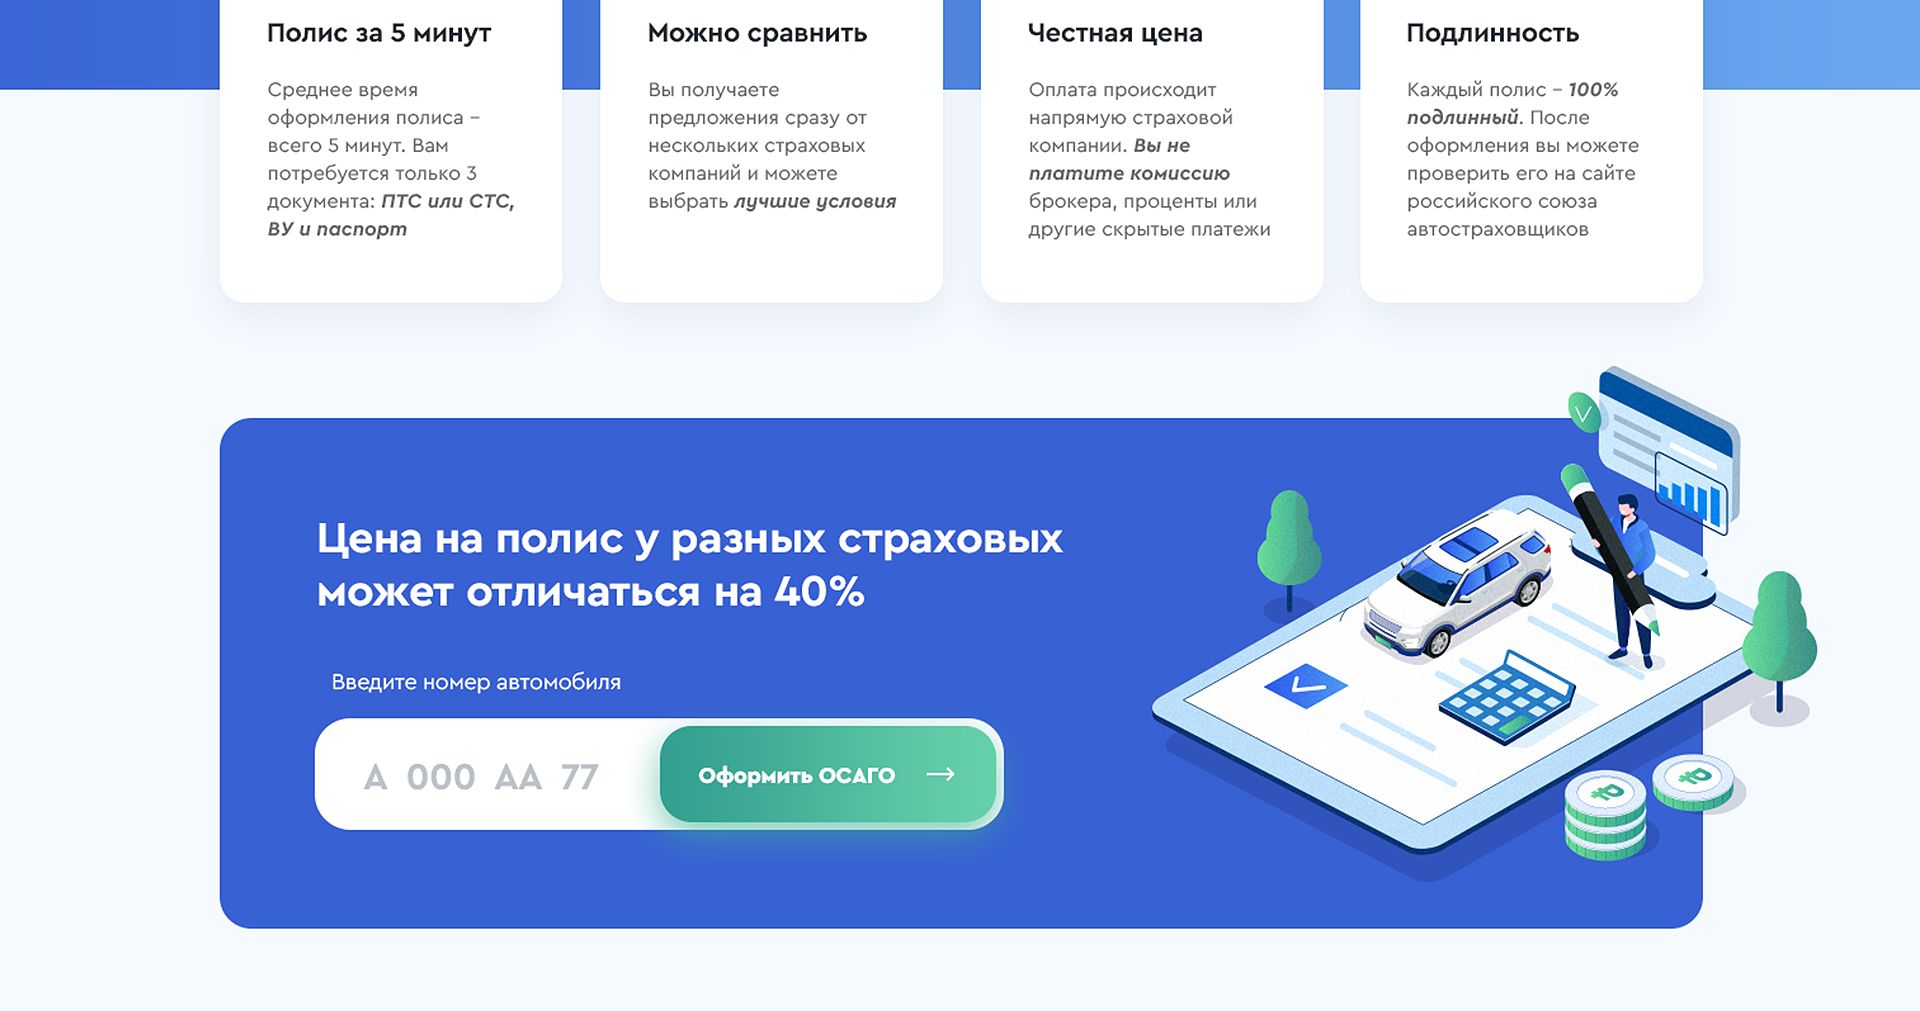 Полис за 5 минут
Среднее время
оформления полиса –
всего 5 минут. Вам
потребуется только 3
документа: ПТС или СТС,
ВУ и паспорт
Можно сравнить
Вы получаете
предложения сразу от
нескольких страховых
компаний и можете
выбрать лучшие условия
Честная цена
Оплата происходит
напрямую страховой
компании. Вы не
платите комиссию
брокера, проценты или
другие скрытые платежи
Подлинность
Каждый полис – 100%
подлинный. После
оформления вы можете
проверить его на сайте
российского союза
автостраховщиков
Цена на полис у разных страховых
может отличаться на 40%
Введите номер автомобиля
А 000 АА 77
Оформить ОСАГО